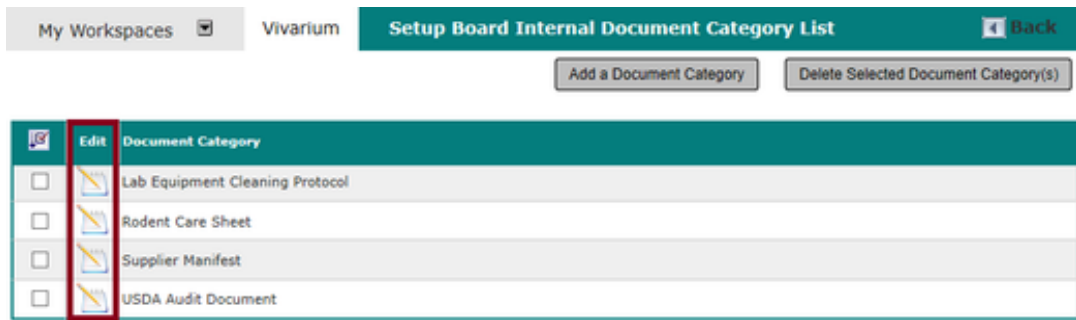 My Workspaces Vivarium Setup Board Internal Document Category List Back
Add a Document Category Delete Selected Document Category(s)
Edit Document Category
Lab Equipment Cleaning Protocol
Rodent Care Sheet
Supplier Manifest
USDA Audit Document